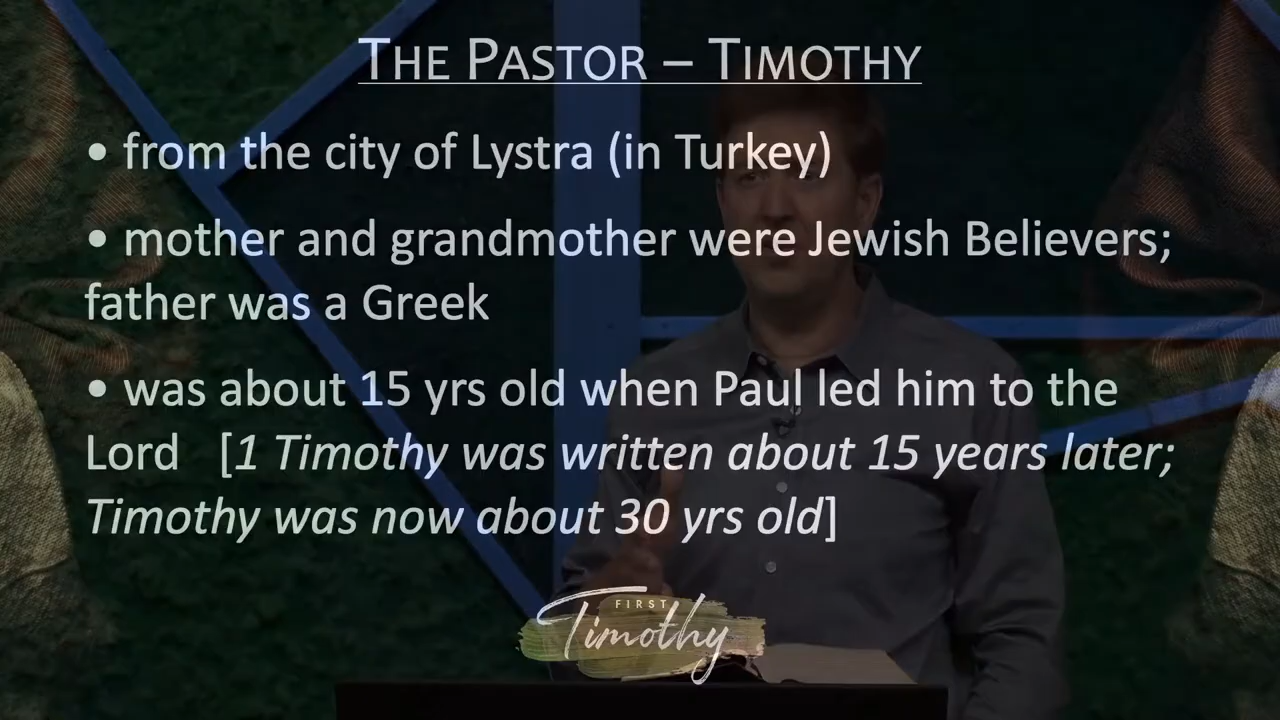 THE PASTOR – TIMOTHY
• from the city of Lystra (in Turkey)
• mother and grandmother were Jewish Believers;
father was a Greek
• was about 15 yrs old when Paul led him to the
Lord [1 Timothy was written about 15 years later;
Timothy was now about 30 yrs old]
FIRST
Timothy